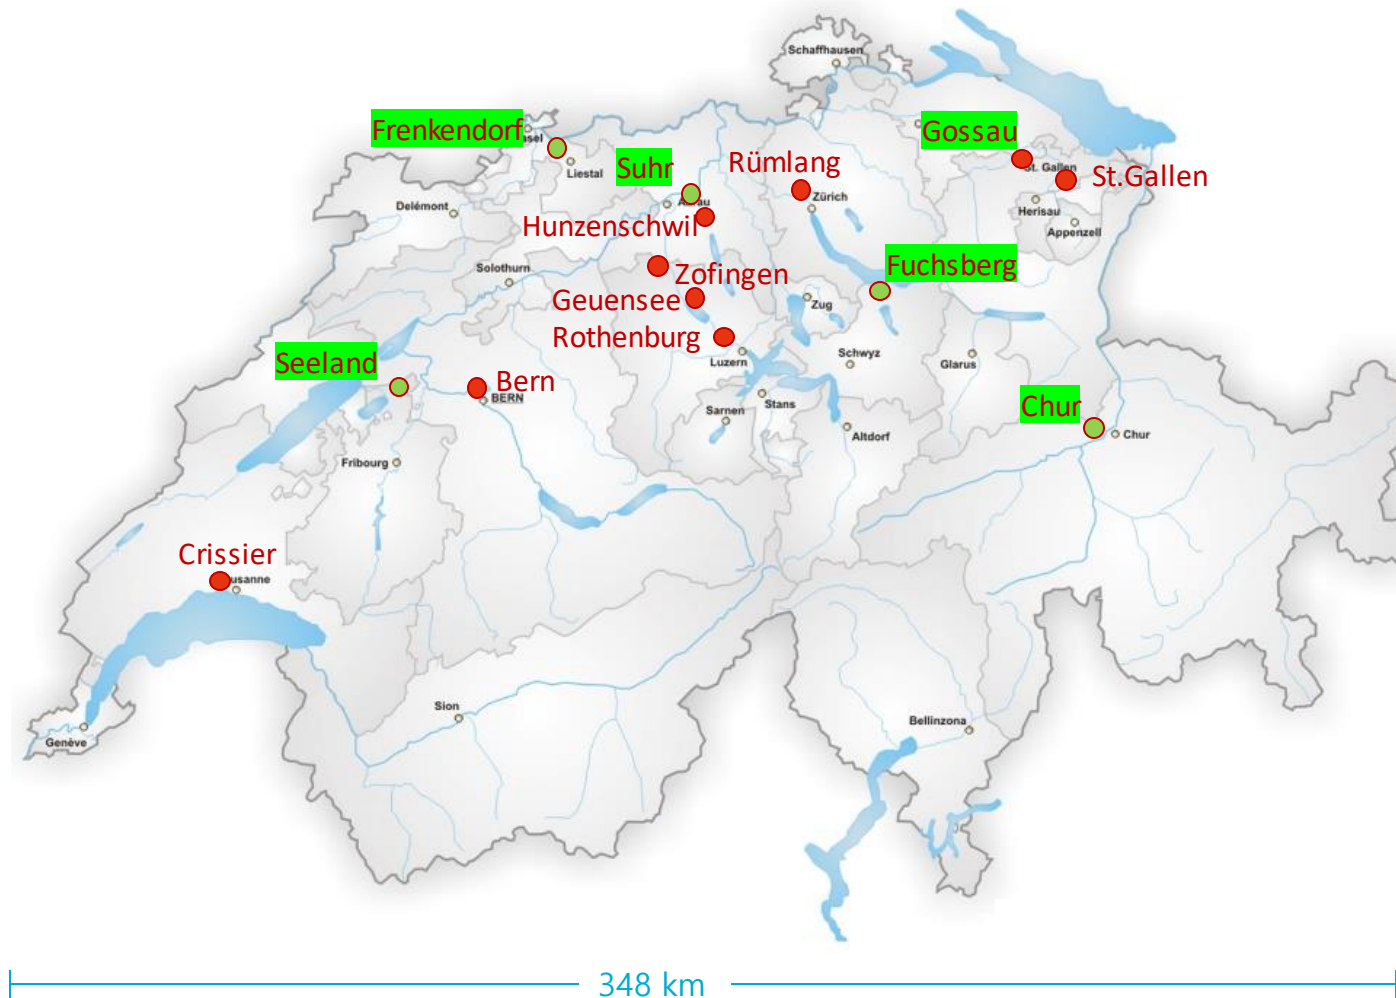 Schaffhausen
Frenkendorf
sel
Gossau
Suhr
Rümlang
St. Gallen
St.Gallen
Liestal
Zürich
Delémont
Herisau
Hunzenschwil
Appenzell
Solothurn
Zofingen
Fuchsberg
Geuensee
Zug
Rothenburg
Seeland
Luzern
Schwyz
Glarus
Bern
BERN
Sarnen
Stans
Chur
Altdorf
Chur
Fribourg
Crissier
usanne
Sion
Bellinzona
Genève
348 km